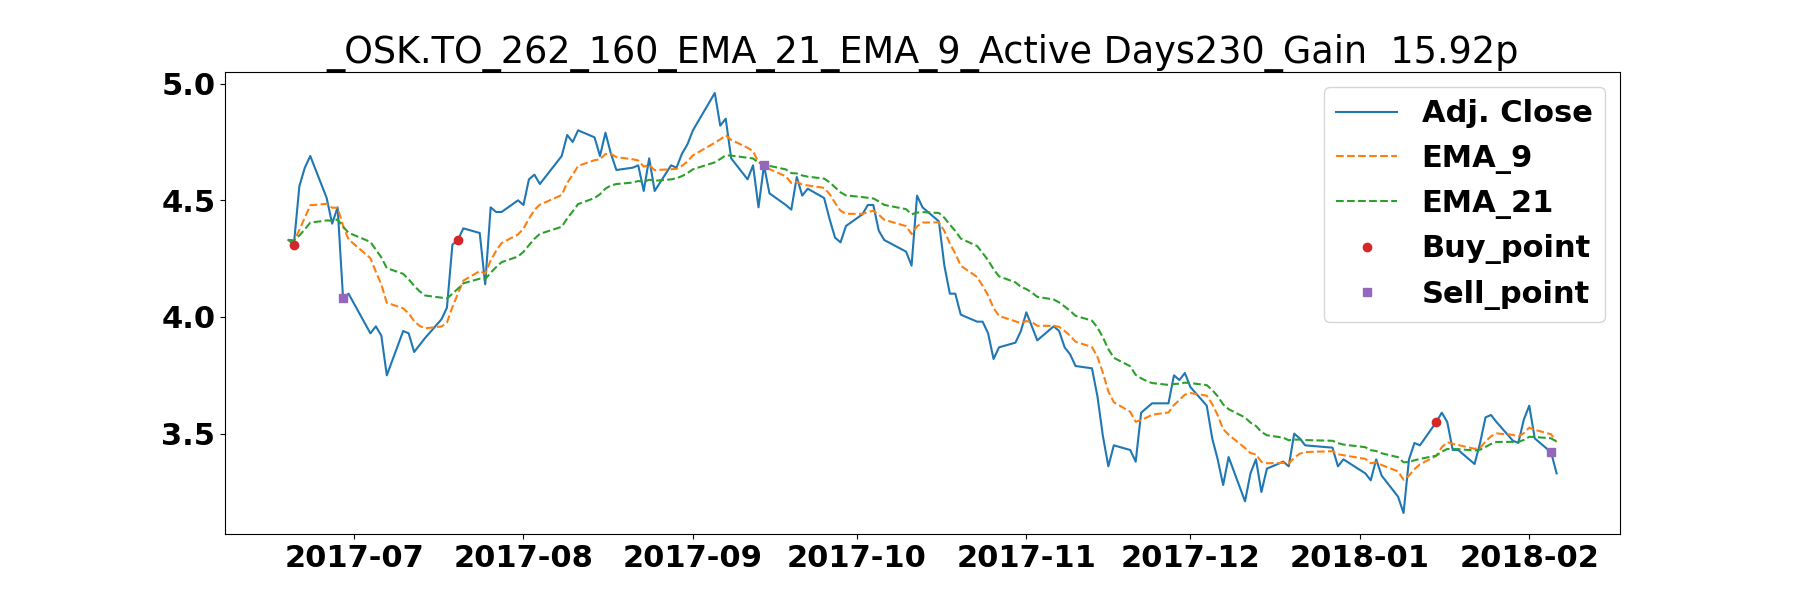 _OSK.TO_262_160_EMA_21_EMA_9_Active Days230_Gain  15.92p
5.0
4.5
4.0
3.5
Adj. Close
EMA_9
EMA_21
Buy_point
Sell_point
2017-07 2017-08 2017-09 2017-10 2017-11 2017-12 2018-01 2018-02